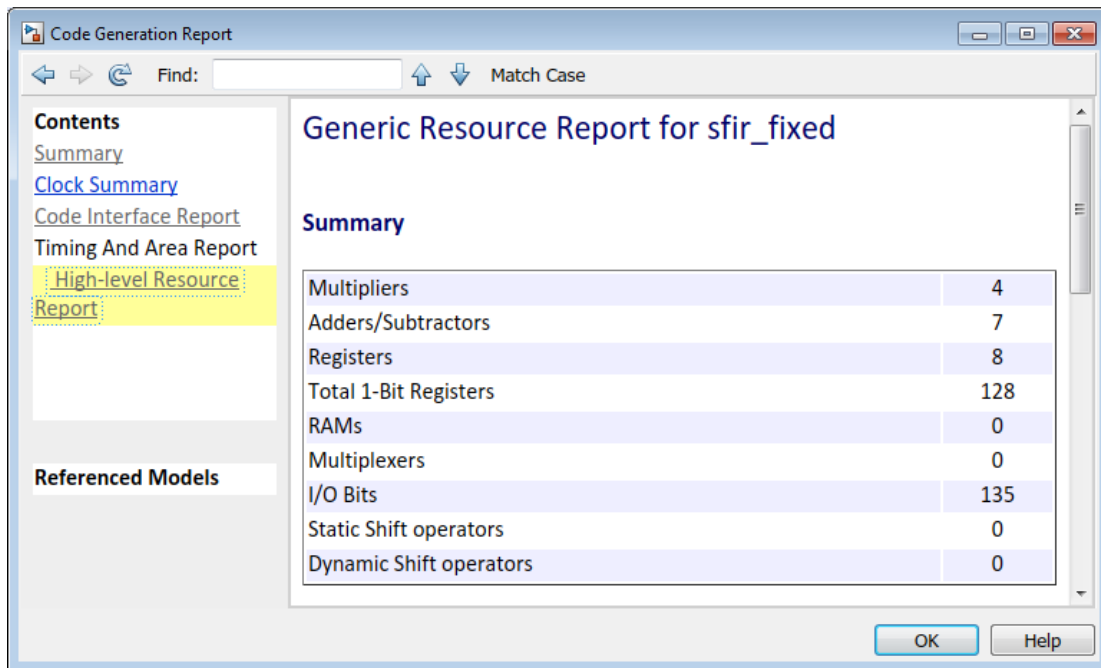 Code Generation Report
Find:
Match Case
Contents
Summary
Clock Summary
Code Interface Report
Timing And Area Report
High-level Resource
Report
Referenced Models
Generic Resource Report for sfir_fixed
Summary
Multipliers 4
Adders/Subtractors 7
Registers 8
Total 1-Bit Registers 128
RAMs 0
Multiplexers 0
I/O Bits 135
Static Shift operators 0
Dynamic Shift operators 0
OK
Help